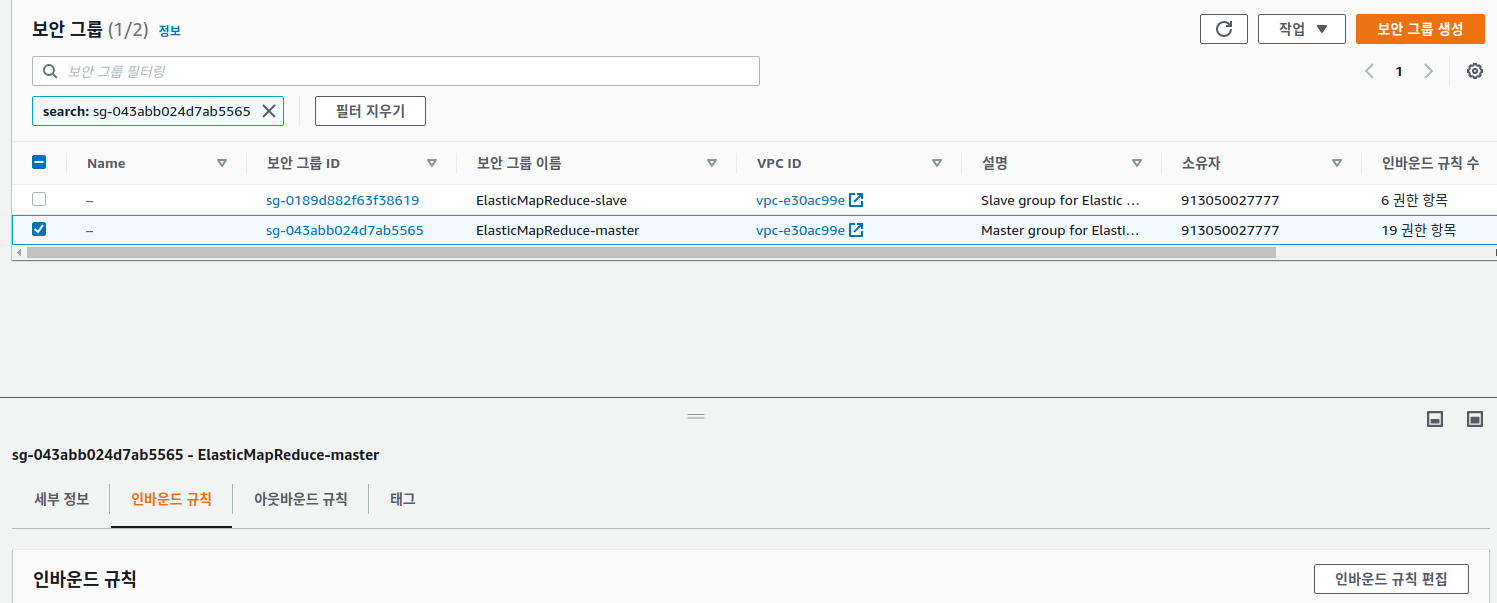 보안 그룹 (1/2) 정보
작업
보안 그룹 생성
보안 그룹 필터링
1
search: sg-043abb024d7ab5565
필터 지우기
Name 보안 그룹 ID 보안 그룹 이름 VPC ID 설명 소유자 인바운드 규칙 수
– sg-0189d882f63f38619 ElasticMapReduce-slave vpc-e30ac99e Slave group for Elastic ... 913050027777 6 권한 항목
– sg-043abb024d7ab5565 ElasticMapReduce-master vpc-e30ac99e Master group for Elasti... 913050027777 19 권한 항목
sg-043abb024d7ab5565 - ElasticMapReduce-master
세부 정보 인바운드 규칙 아웃바운드 규칙 태그
인바운드 규칙
인바운드 규칙 편집